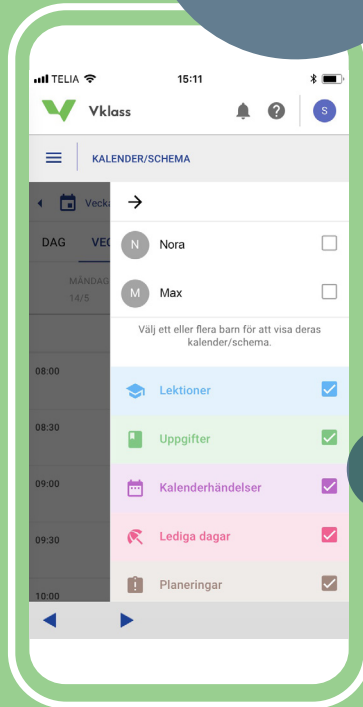 TELIA 15:11
Vklass ? S
KALENDER/SCHEMA
Vecka
DAG VEC
MÅNDAG
14/5
N Nora
M Max
Välj ett eller flera barn för att visa deras
kalender/schema.
08:00
Lektioner
08:30
Uppgifter
09:00
Kalenderhändelser
09:30
Lediga dagar
Planeringar
10:00